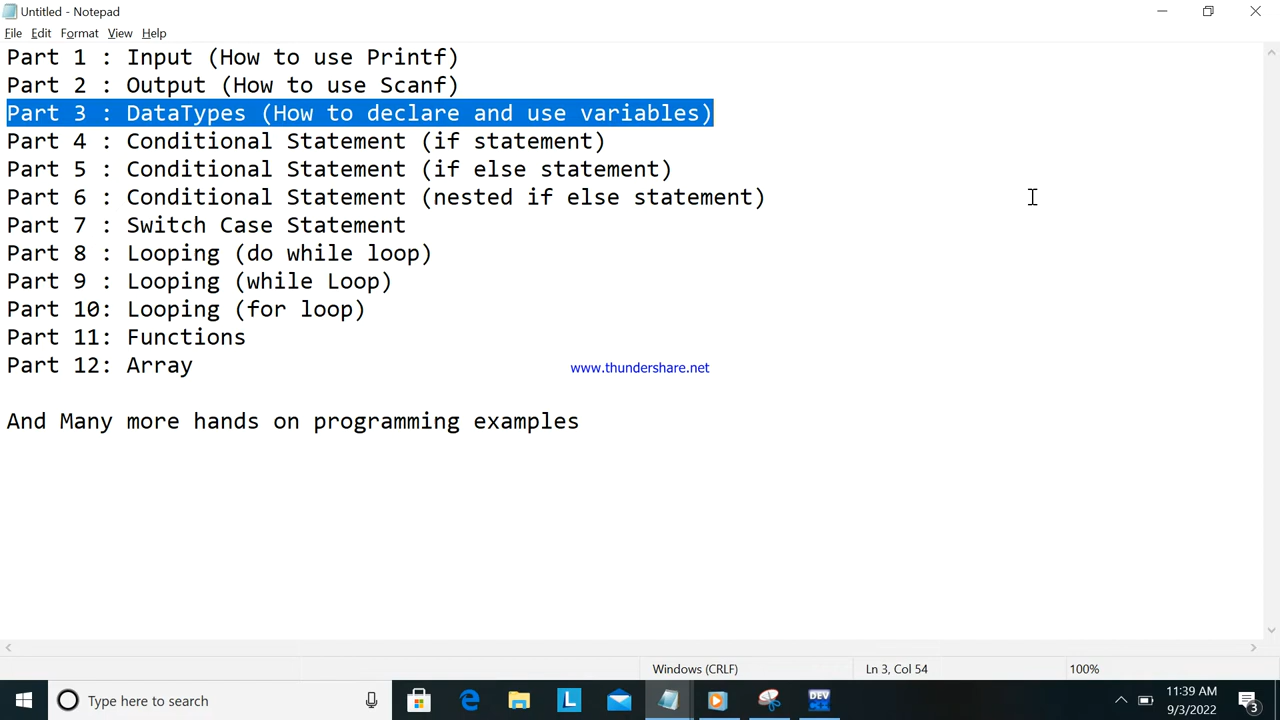 Untitled - Notepad
File Edit Format View Help
Part 1 : Input (How to use Printf)
Part 2 : Output (How to use Scanf)
Part 3 : DataTypes (How to declare and use variables)
Part 4 : Conditional Statement (if statement)
Part 5 : Conditional Statement (if else statement)
Part 6 : Conditional Statement (nested if else statement)
Part 7 : Switch Case Statement
Part 8 : Looping (do while loop)
Part 9 : Looping (while Loop)
Part 10: Looping (for loop)
Part 11: Functions
Part 12: Array
www.thundershare.net
And Many more hands on programming examples
Windows (CRLF) Ln 3, Col 54 100%
Type here to search
L
DEV
11:39 AM
9/3/2022
3